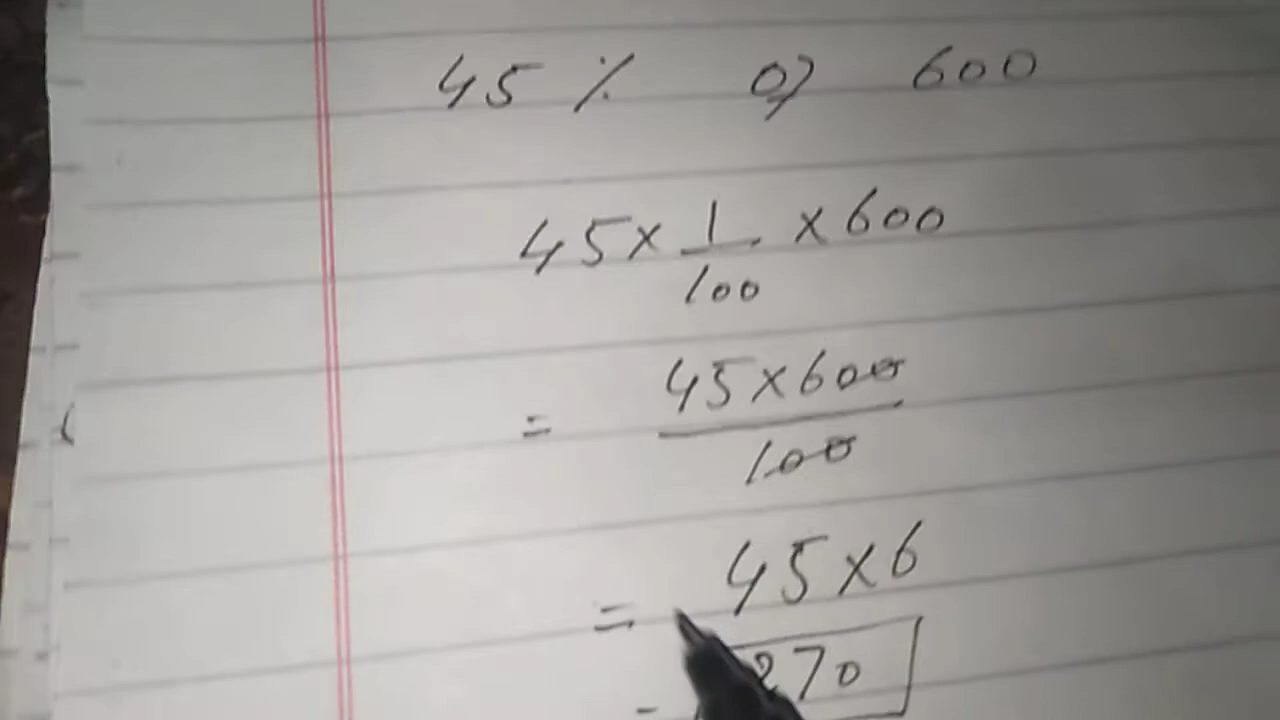 45 % of 600
45 × 1/100 × 600
= 45 × 600 / 100
= 45 × 6
= 270